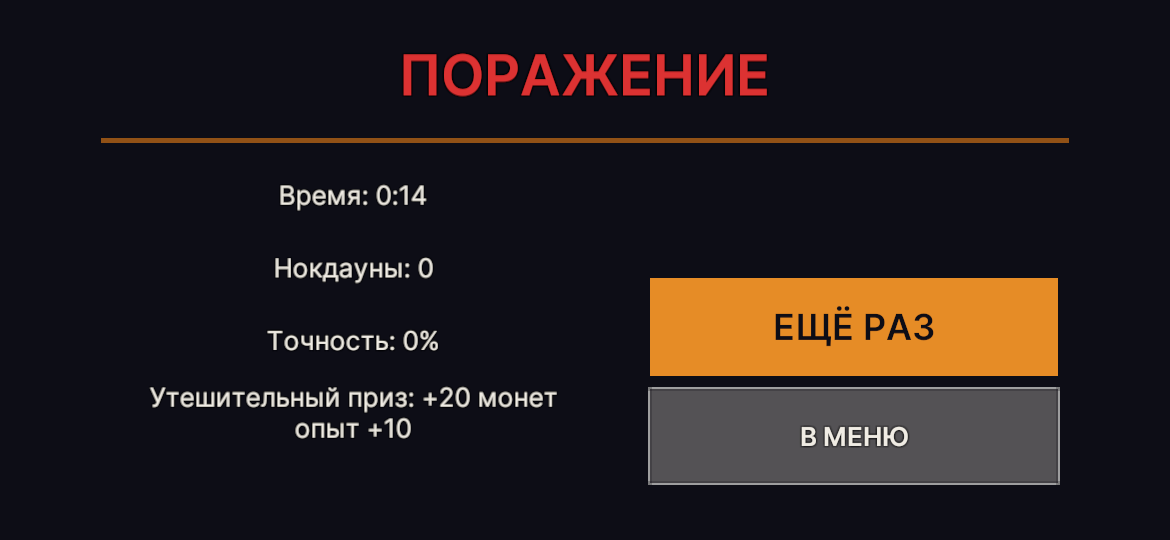 ПОРАЖЕНИЕ
Время: 0:14
Нокдауны: 0
Точность: 0%
Утешительный приз: +20 монет
опыт +10
ЕЩЁ РАЗ
В МЕНЮ